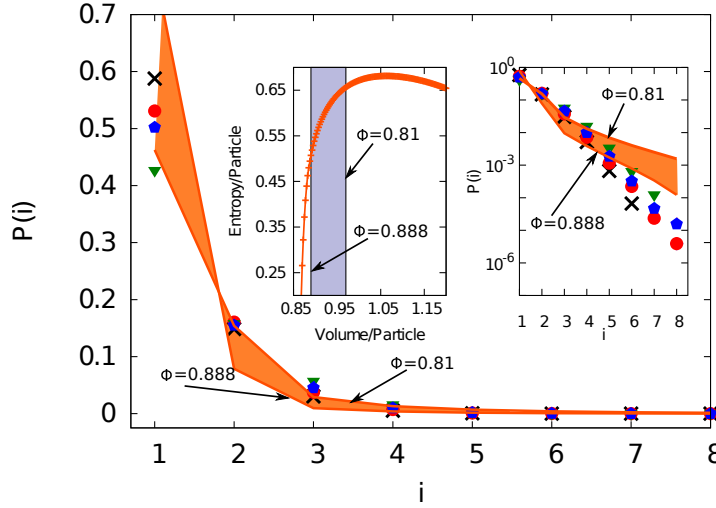 0.7
0.6
0.5
0.4
0.3
0.2
0.1
0
P(i)
1 2 3 4 5 6 7 8
i
Φ=0.888
Φ=0.81
0.65
0.55
0.45
0.35
0.25
Entropy/Particle
0.85 0.95 1.05 1.15
Volume/Particle
Φ=0.81
Φ=0.888
10^0
10^-3
10^-6
P(i)
1 2 3 4 5 6 7 8
i
Φ=0.81
Φ=0.888